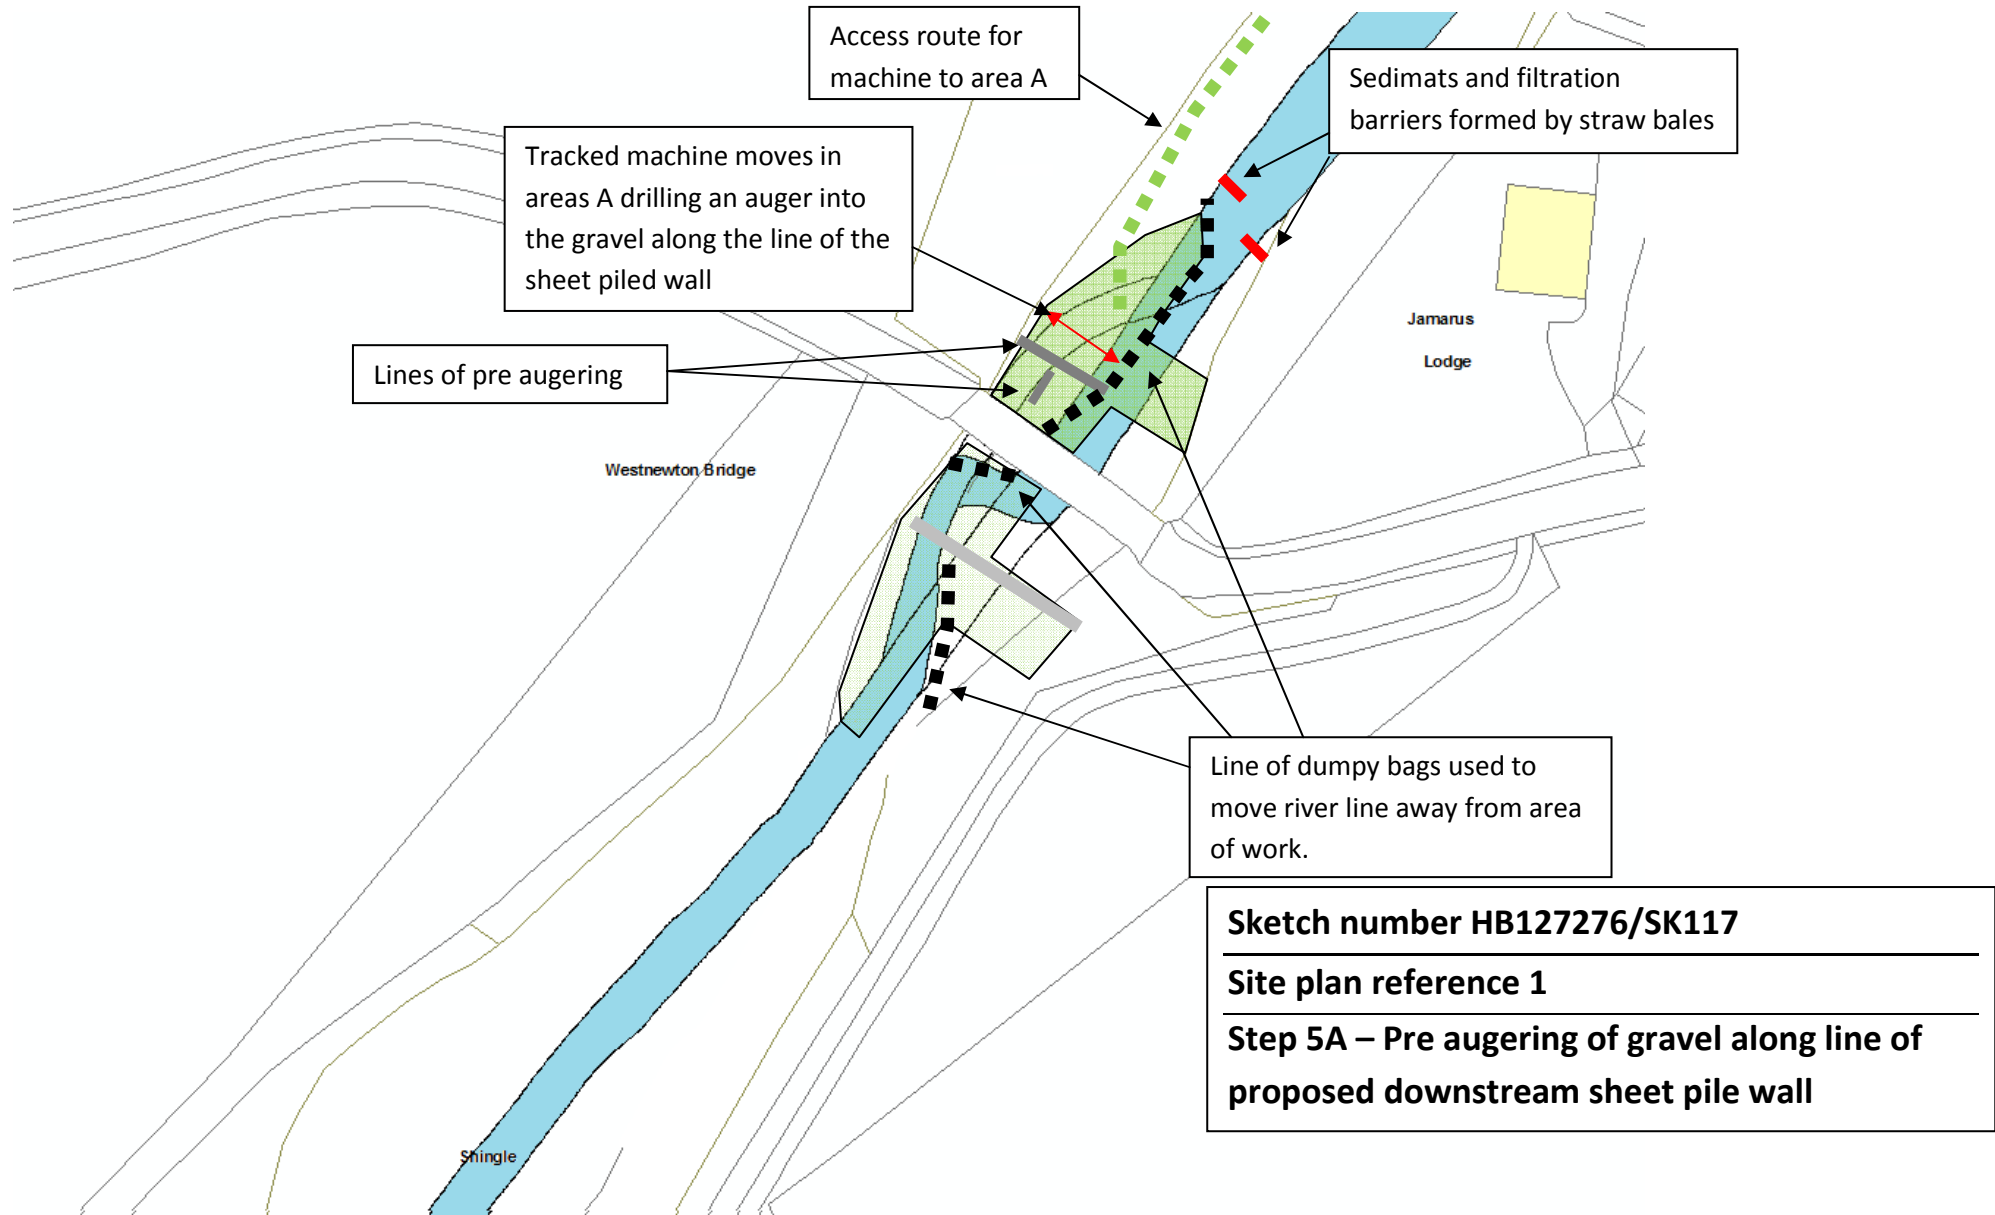 Access route for
machine to area A
Sedimats and filtration
barriers formed by straw bales
Tracked machine moves in
areas A drilling an auger into
the gravel along the line of the
sheet piled wall
Lines of pre augering
Jamarus
Lodge
Westnewton Bridge
Line of dumpy bags used to
move river line away from area
of work.
Sketch number HB127276/SK117
Site plan reference 1
Step 5A – Pre augering of gravel along line of
proposed downstream sheet pile wall
Shingle